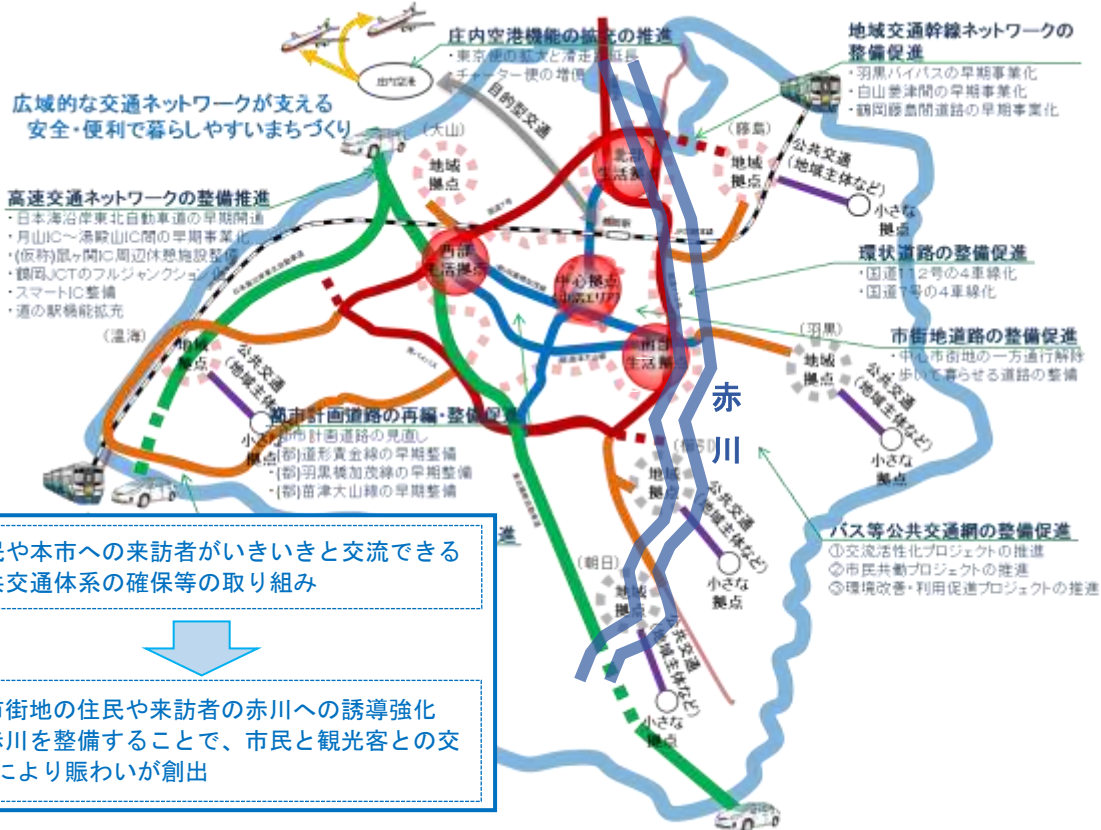 庄内空港機能の拡充の推進
・チャーター便の増便
庄内空港
目的型交通
広域的な交通ネットワークが支える
安全・便利で暮らしやすいまちづくり
地域交通幹線ネットワークの
整備促進
・羽黒バイパスの早期事業化
・鶴岡藤島間道路の早期事業化
(大山)
地域
拠点
(藤島)
地域
拠点
公共交通
(地域主体など)
小さな
拠点
北部
生活拠点
高速交通ネットワークの整備推進
・日本海沿岸東北自動車道の早期開通
・月山IC～湯殿山IC間の早期事業化
・(仮称)鼠ヶ関IC周辺休憩施設整備
・鶴岡JCTのフルジャンクション
・スマートIC整備
・道の駅機能拡充
西部
生活拠点
中心拠点
環状道路の整備促進
・国道112号の4車線化
・国道7号の4車線化
南部
生活拠点
市街地道路の整備促進
・中心市街地の一方通行解除
・歩いて暮らせる道路の整備
(温海)
地域
拠点
公共交通
(地域主体など)
小さな
拠点
(羽黒)
地域
拠点
公共交通
(地域主体など)
小さな
拠点
赤川
都市計画道路の再編・整備促
・都市計画道路の見直し
・(都)道形黄金線の早期整備
・(都)羽黒橋加茂線の早期整備
・(都)苗津大山線の早期整備
(櫛引)
地域
拠点
公共交通
(地域主体など)
小さな
拠点
バス等公共交通網の整備促進
①交流活性化プロジェクトの推進
②市民共働プロジェクトの推進
③環境改善・利用促進プロジェクトの推進
進
(朝日)
地域
拠点
公共交通
(地域主体など)
小さな
拠点
民や本市への来訪者がいきいきと交流できる
共交通体系の確保等の取り組み
市街地の住民や来訪者の赤川への誘導強化
赤川を整備することで、市民と観光客との交
により賑わいが創出